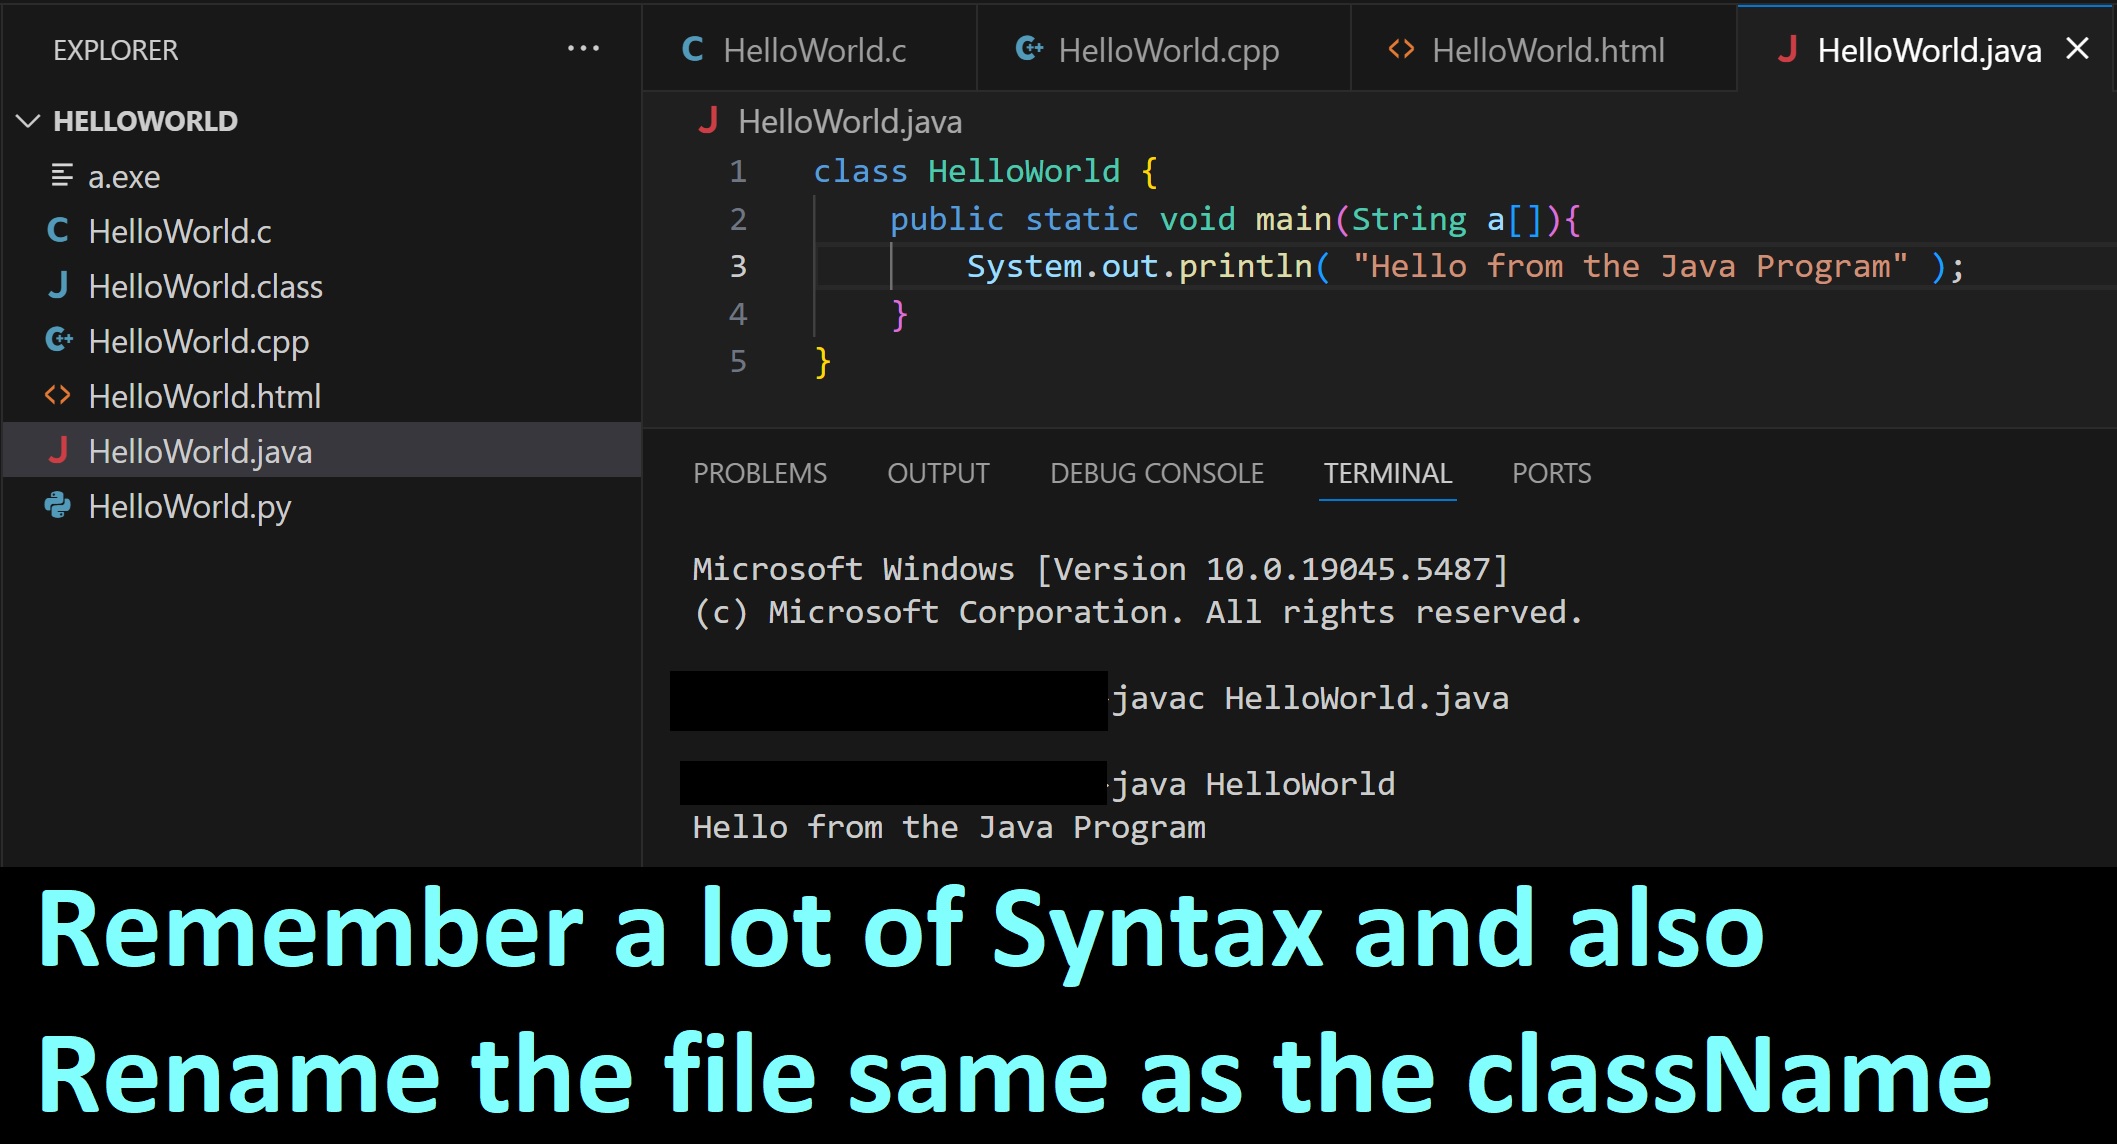 EXPLORER ...
HELLOWORLD
a.exe
HelloWorld.c
HelloWorld.class
HelloWorld.cpp
HelloWorld.html
HelloWorld.java
HelloWorld.py
HelloWorld.c HelloWorld.cpp HelloWorld.html HelloWorld.java
HelloWorld.java
1 class HelloWorld {
2 public static void main(String a[]){
3 System.out.println( "Hello from the Java Program" );
4 }
5 }
PROBLEMS OUTPUT DEBUG CONSOLE TERMINAL PORTS
Microsoft Windows [Version 10.0.19045.5487]
(c) Microsoft Corporation. All rights reserved.
javac HelloWorld.java
java HelloWorld
Hello from the Java Program
Remember a lot of Syntax and also
Rename the file same as the className